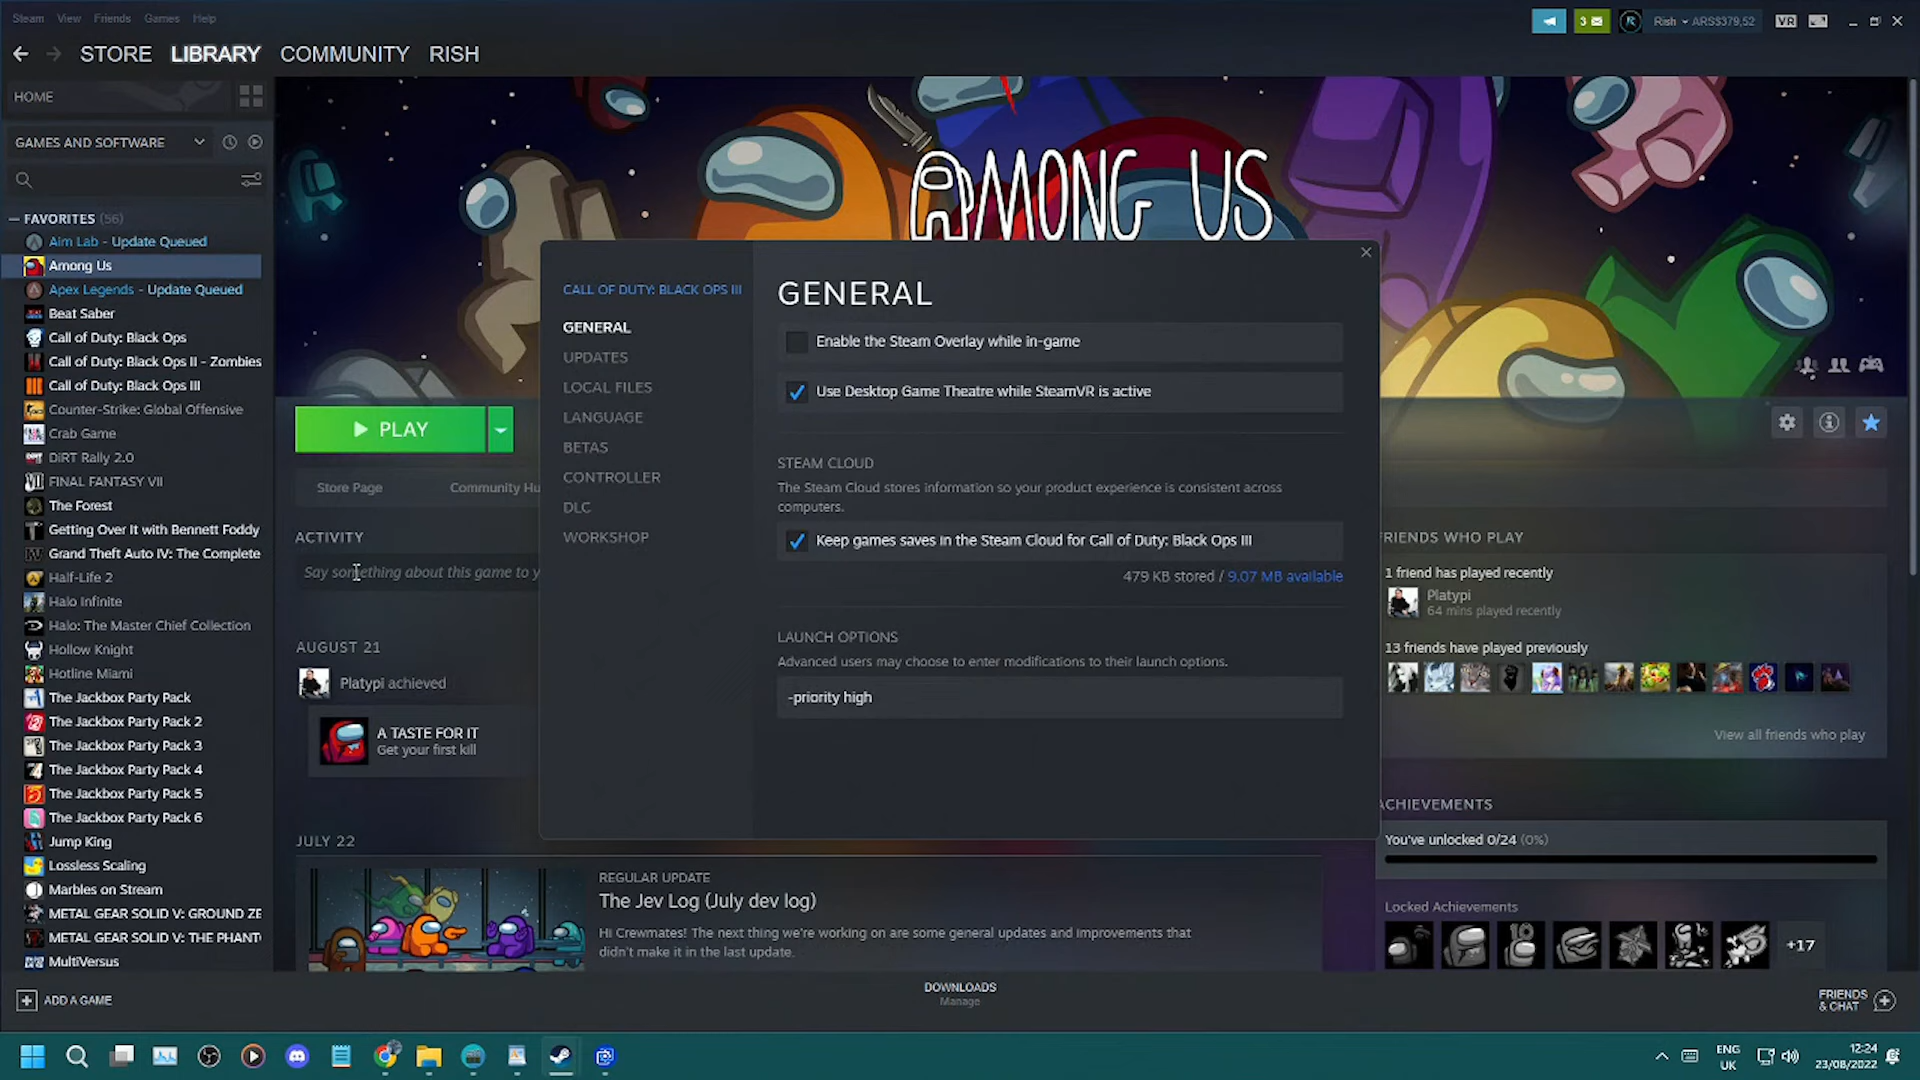 Steam View Friends Games Help
3
Rish
ARS$379,52
VR
STORE LIBRARY COMMUNITY RISH
HOME
GAMES AND SOFTWARE
FAVORITES (56)
Aim Lab - Update Queued
Among Us
Apex Legends - Update Queued
Beat Saber
Call of Duty: Black Ops
Call of Duty: Black Ops II - Zombies
Call of Duty: Black Ops III
Counter-Strike: Global Offensive
Crab Game
DiRT Rally 2.0
FINAL FANTASY VII
The Forest
Getting Over It with Bennett Foddy
Grand Theft Auto IV: The Complete
Half-Life 2
Halo Infinite
Halo: The Master Chief Collection
Hollow Knight
Hotline Miami
The Jackbox Party Pack
The Jackbox Party Pack 2
The Jackbox Party Pack 3
The Jackbox Party Pack 4
The Jackbox Party Pack 5
The Jackbox Party Pack 6
Jump King
Lossless Scaling
Marbles on Stream
METAL GEAR SOLID V: GROUND ZE
METAL GEAR SOLID V: THE PHANT
MultiVersus
ADD A GAME
AMONG US
PLAY
Store Page
Community Hu
ACTIVITY
Say something about this game to y
AUGUST 21
Platypi achieved
A TASTE FOR IT
Get your first kill
JULY 22
REGULAR UPDATE
The Jev Log (July dev log)
Hi Crewmates! The next thing we're working on are some general updates and improvements that
didn't make it in the last update.
CALL OF DUTY: BLACK OPS III
GENERAL
UPDATES
LOCAL FILES
LANGUAGE
BETAS
CONTROLLER
DLC
WORKSHOP
GENERAL
Enable the Steam Overlay while in-game
Use Desktop Game Theatre while SteamVR is active
STEAM CLOUD
The Steam Cloud stores information so your product experience is consistent across
computers.
Keep games saves in the Steam Cloud for Call of Duty: Black Ops III
479 KB stored / 9.07 MB available
LAUNCH OPTIONS
Advanced users may choose to enter modifications to their launch options.
-priority high
FRIENDS WHO PLAY
1 friend has played recently
Platypi
64 mins played recently
13 friends have played previously
View all friends who play
ACHIEVEMENTS
You've unlocked 0/24 (0%)
Locked Achievements
10
+17
DOWNLOADS
Manage
FRIENDS
& CHAT
ENG
UK
12:24
23/08/2022